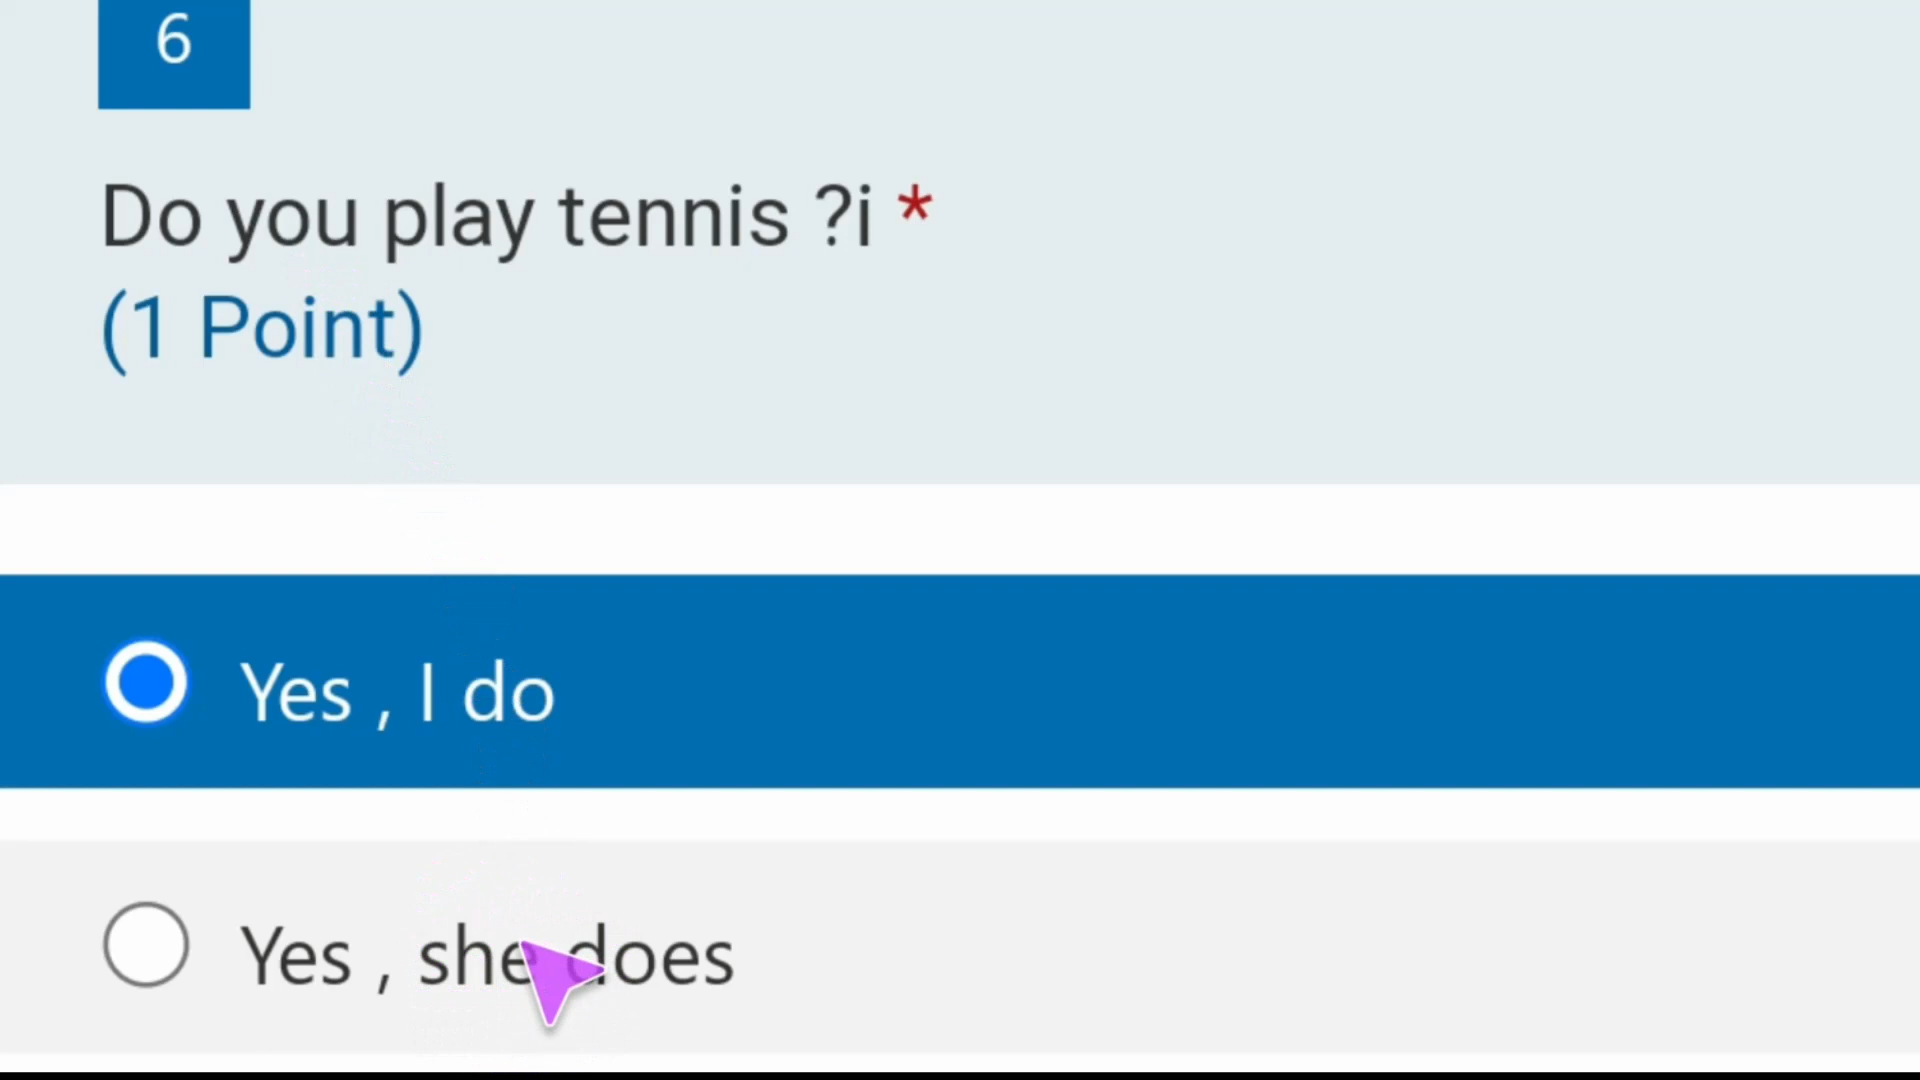 6
Do you play tennis ?i *
(1 Point)
Yes , I do
Yes , she does